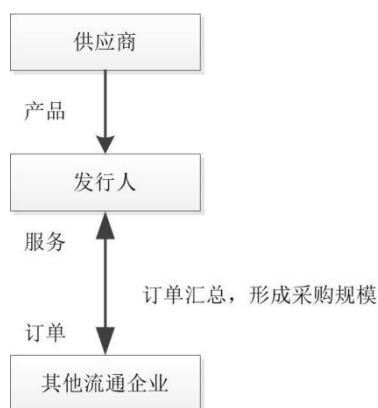 供应商
产品
发行人
服务
订单汇总，形成采购规模
订单
其他流通企业